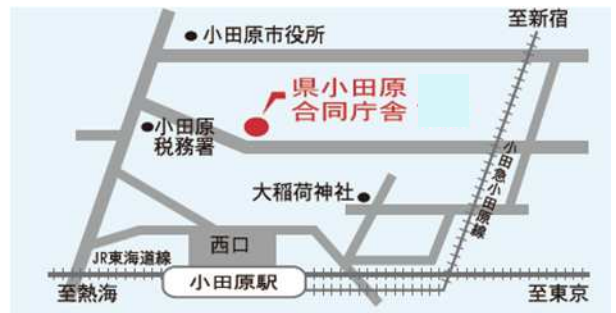 至新宿
小田原市役所
県小田原
合同庁舎
小田原
税務署
小田急小田原線
大稲荷神社
西口
JR東海道線
小田原駅
至熱海
至東京